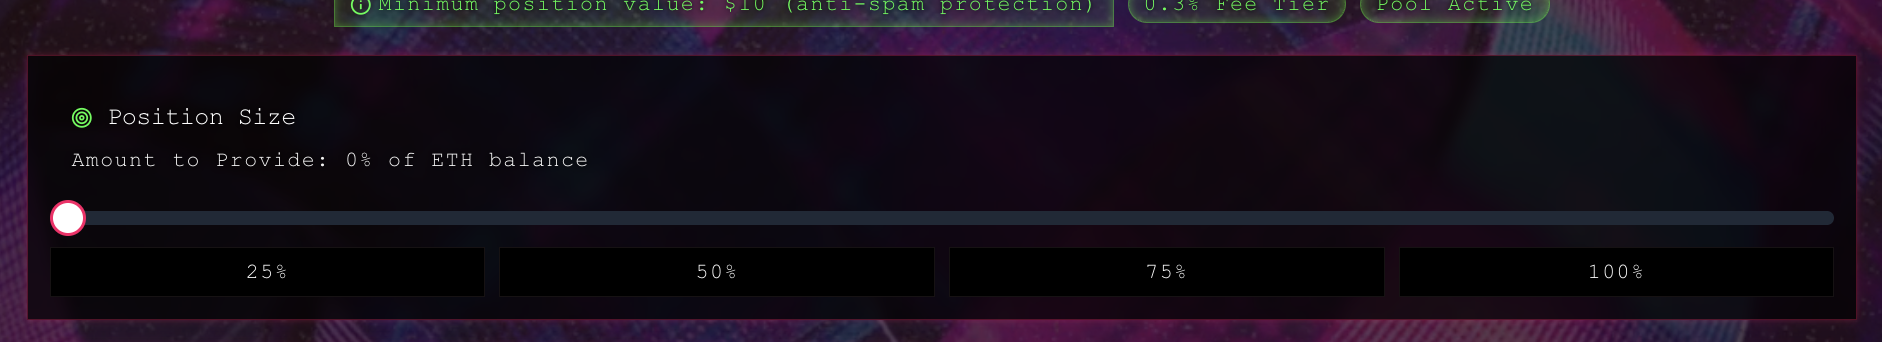 Minimum position value: $10 (anti-spam protection)
0.3% Fee Tier
Pool Active
Position Size
Amount to Provide: 0% of ETH balance
25%
50%
75%
100%